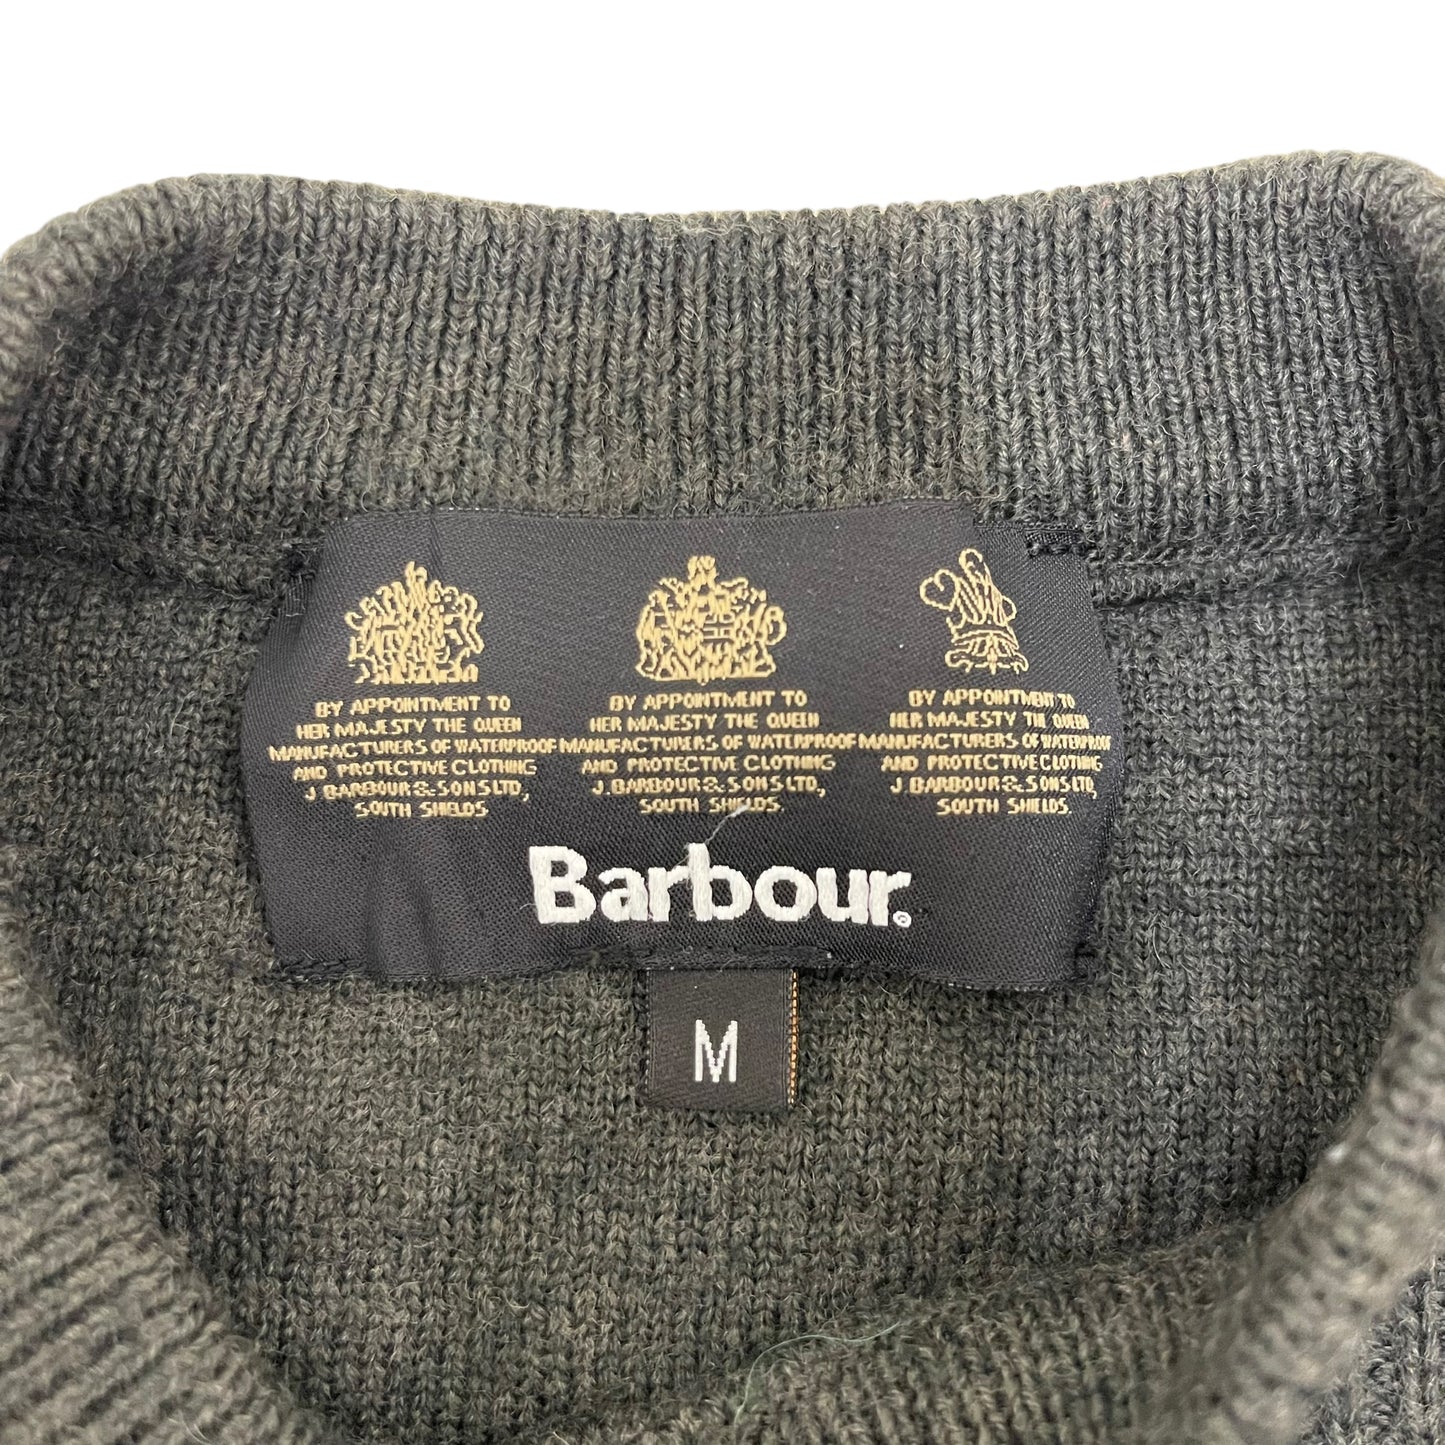 BY APPOINTMENT TO
HER MAJESTY THE QUEEN
MANUFACTURERS OF WATERPROOF
AND PROTECTIVE CLOTHING
J. BARBOUR & SONS LTD,
SOUTH SHIELDS
BY APPOINTMENT TO
HER MAJESTY THE QUEEN
MANUFACTURERS OF WATERPROOF
AND PROTECTIVE CLOTHING
J. BARBOUR & SONS LTD,
SOUTH SHIELDS.
BY APPOINTMENT TO
HER MAJESTY THE QUEEN
MANUFACTURERS OF WATERPROOF
AND PROTECTIVE CLOTHING
J. BARBOUR & SONS LTD,
SOUTH SHIELDS.
Barbour.®
M